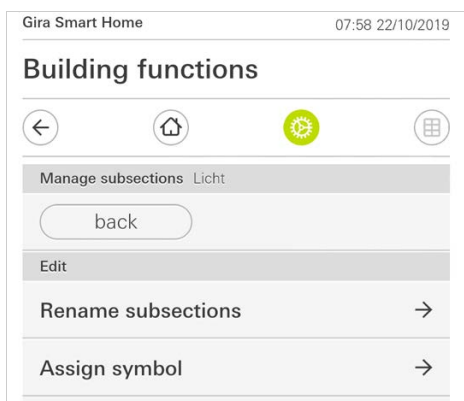 Gira Smart Home 07:58 22/10/2019
Building functions
Manage subsections Licht
back
Edit
Rename subsections
Assign symbol